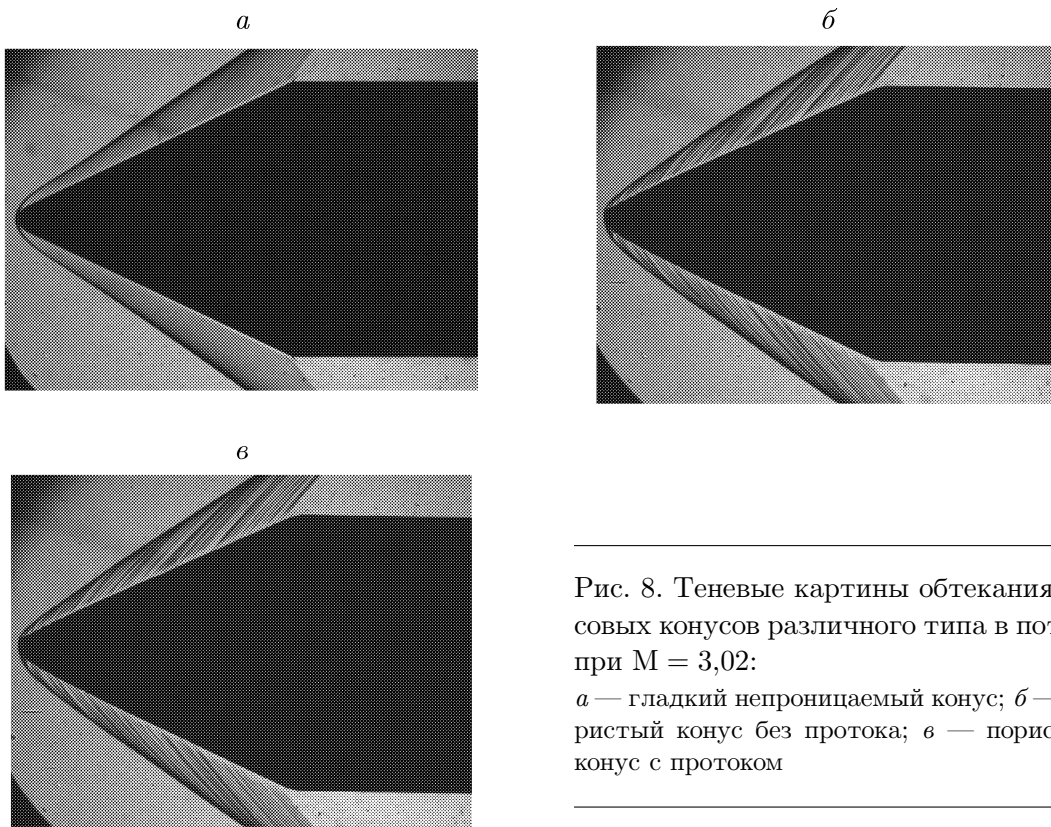 а
б
в
Рис. 8. Теневые картины обтекания
совых конусов различного типа в пот
при М = 3,02:
а — гладкий непроницаемый конус; б —
ристый конус без протока; в — порис
конус с протоком